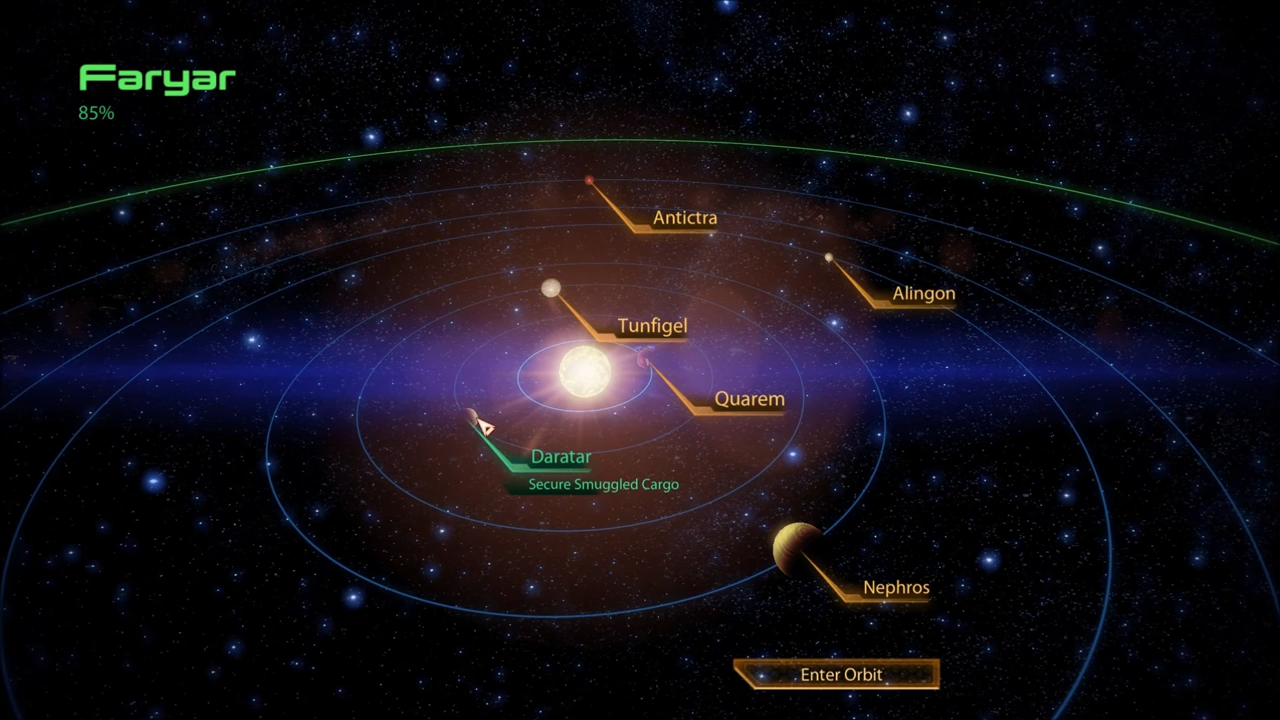 Faryar
85%
Antictra
Alingon
Tunfigel
Quarem
Daratar
Secure Smuggled Cargo
Nephros
Enter Orbit